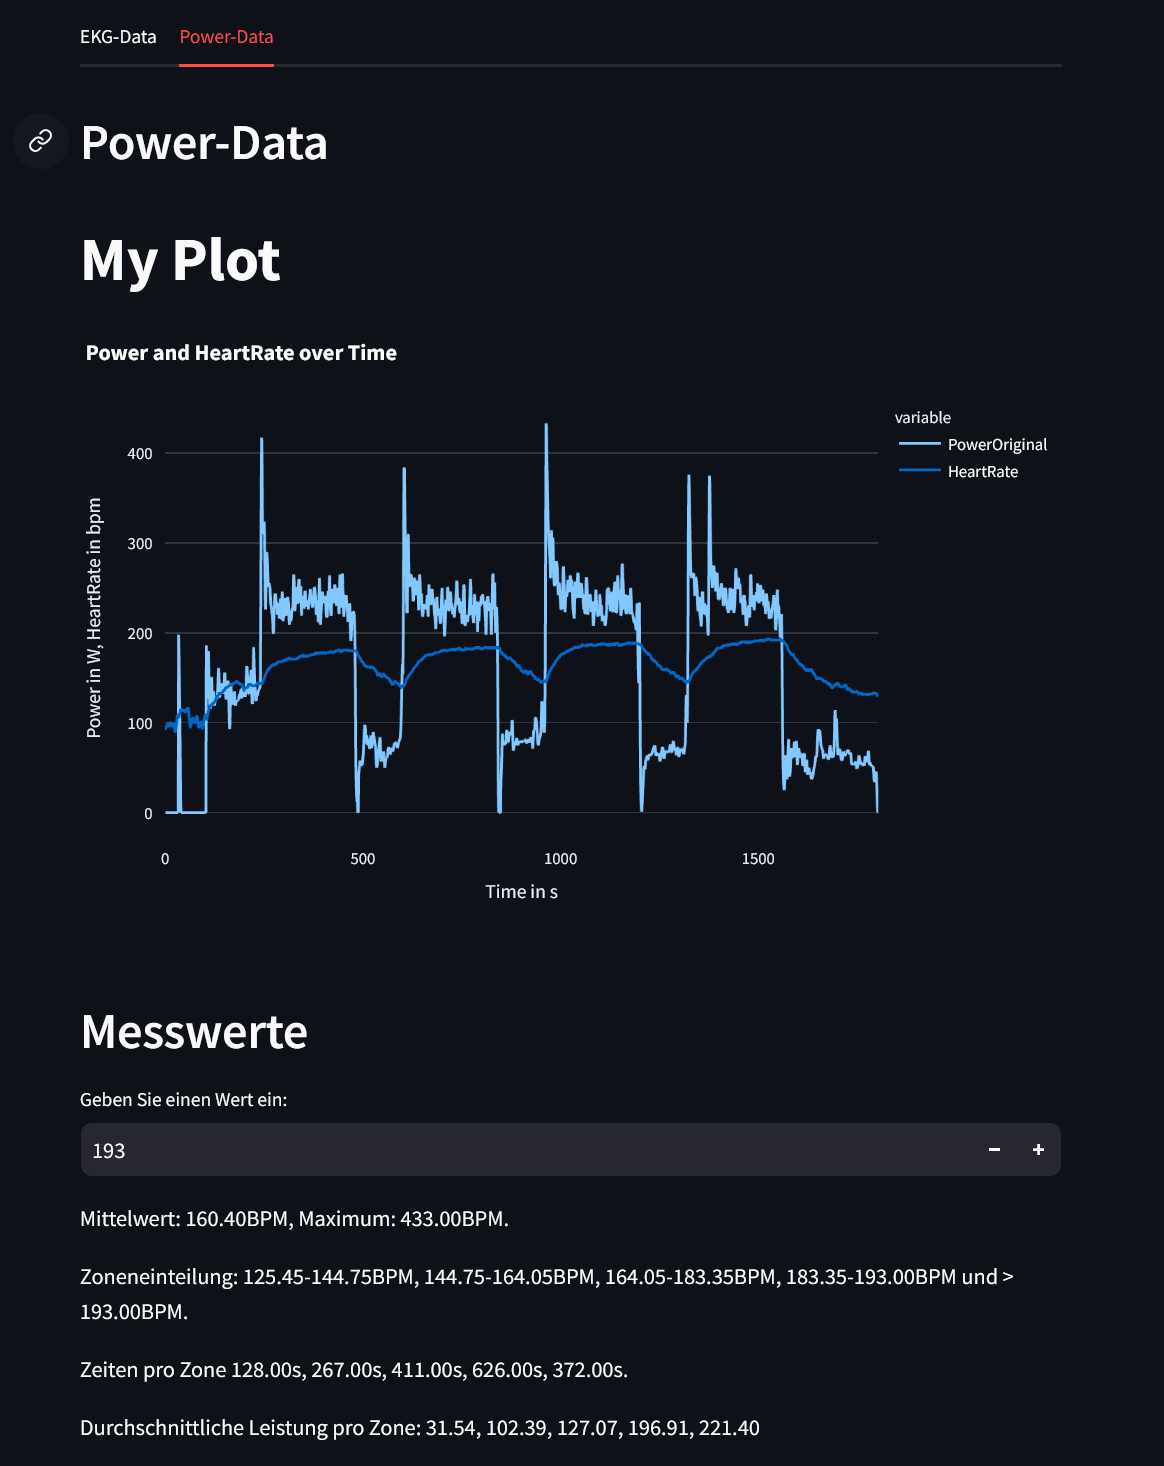 EKG-Data Power-Data
Power-Data
My Plot
Power and HeartRate over Time
variable
PowerOriginal
HeartRate
Power in W, HeartRate in bpm
400
300
200
100
0
0 500 1000 1500
Time in s
Messwerte
Geben Sie einen Wert ein:
193 − +
Mittelwert: 160.40BPM, Maximum: 433.00BPM.
Zoneneinteilung: 125.45-144.75BPM, 144.75-164.05BPM, 164.05-183.35BPM, 183.35-193.00BPM und >
193.00BPM.
Zeiten pro Zone 128.00s, 267.00s, 411.00s, 626.00s, 372.00s.
Durchschnittliche Leistung pro Zone: 31.54, 102.39, 127.07, 196.91, 221.40